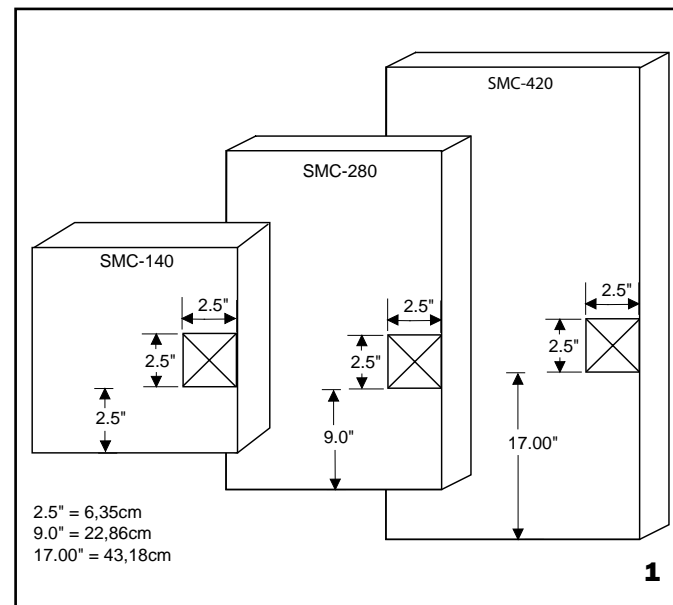 SMC-420
SMC-280
SMC-140
2.5"
2.5"
2.5"
2.5"
2.5"
2.5"
2.5"
9.0"
17.00"
2.5" = 6,35cm
9.0" = 22,86cm
17.00" = 43,18cm
1